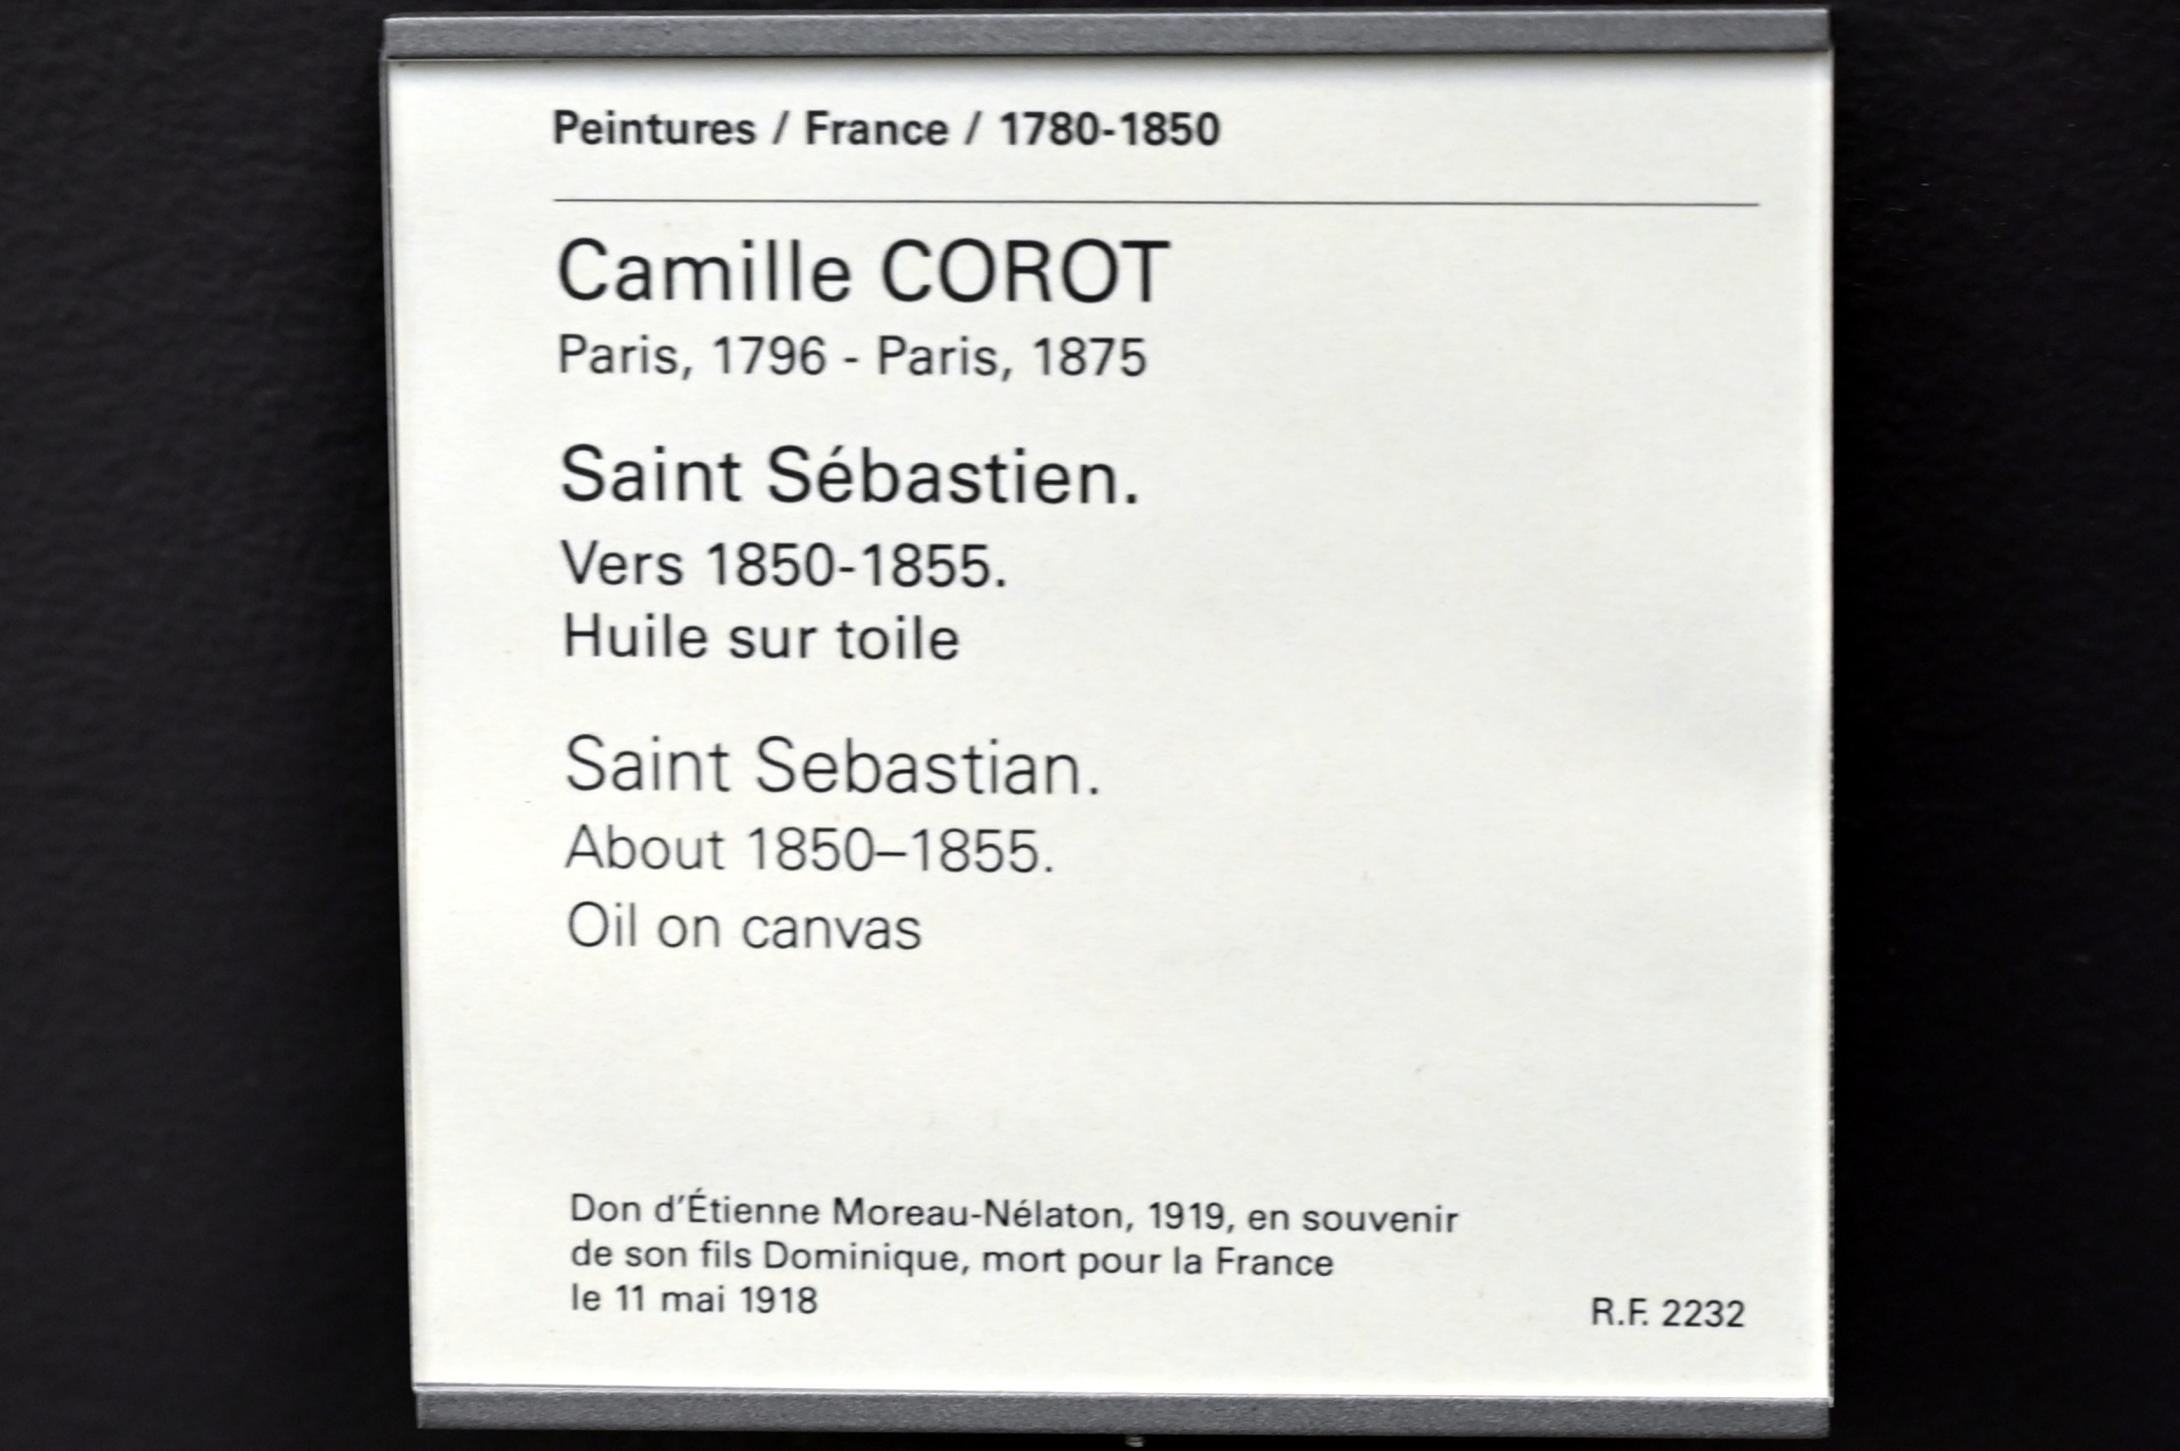 Peintures / France / 1780-1850
Camille COROT
Paris, 1796 - Paris, 1875
Saint Sébastien.
Vers 1850-1855.
Huile sur toile
Saint Sebastian.
About 1850–1855.
Oil on canvas
Don d'Étienne Moreau-Nélaton, 1919, en souvenir
de son fils Dominique, mort pour la France
le 11 mai 1918
R.F. 2232